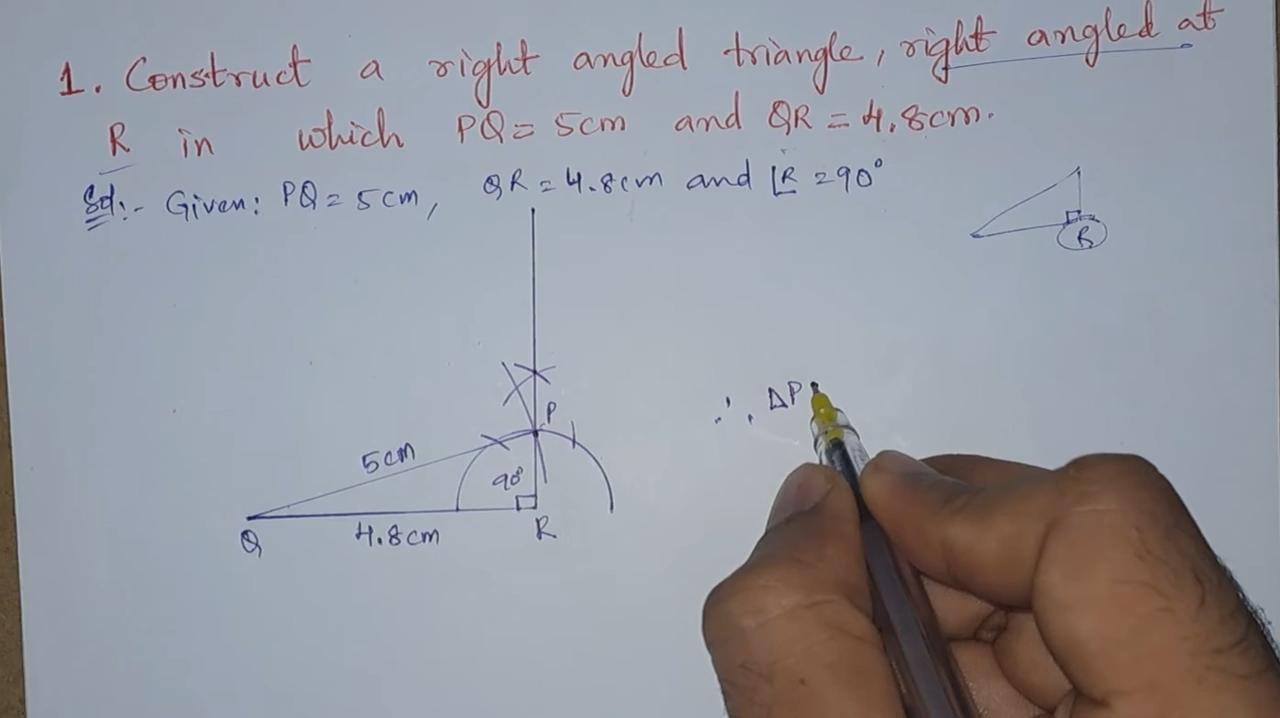 1. Construct a right angled triangle, right angled at
R in which PQ = 5cm and QR = 4.8cm.
Sol:- Given: PQ = 5cm, QR = 4.8cm and ∠R = 90°
R
∴ ΔP
P
5cm
90°
4.8cm
Q
R